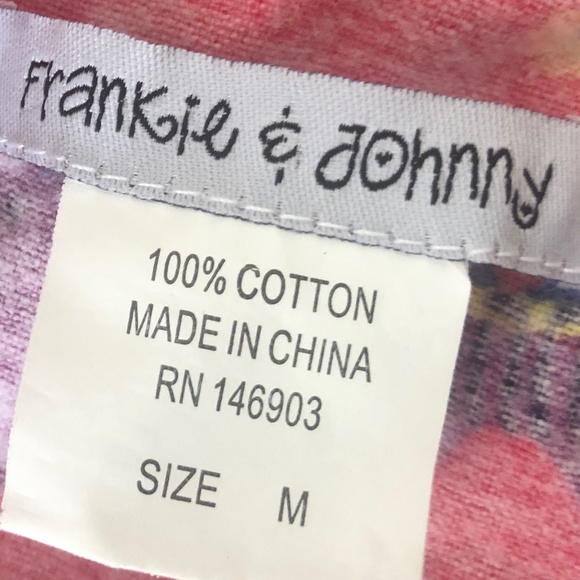 Frankie & Johnny
100% COTTON
MADE IN CHINA
RN 146903
SIZE M